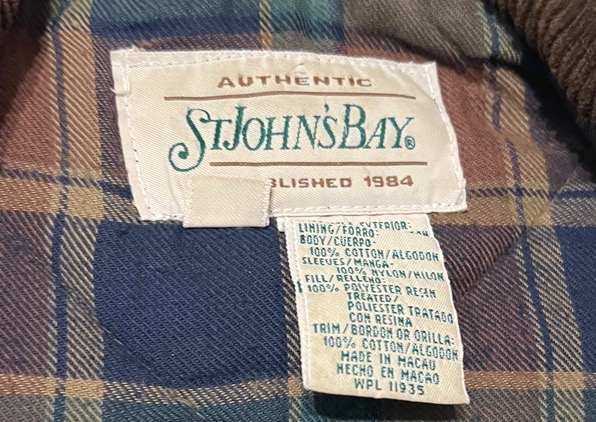 AUTHENTIC
ST. JOHN'S BAY®
BLISHED 1984
EXTERIOR:
LINING/FORRO-
BODY/CUERPO-
100% COTTON/ALGODON
SLEEVES/MANGA-
100% NYLON/NILON
FILL/RELLENO:
100% POLYESTER RESIN
TREATED/
POLIESTER TRATADO
CON RESINA
TRIM/BORDON OR ORILLA:
100% COTTON/ALGODON
MADE IN MACAU
HECHO EN MACAO
WPL 11935